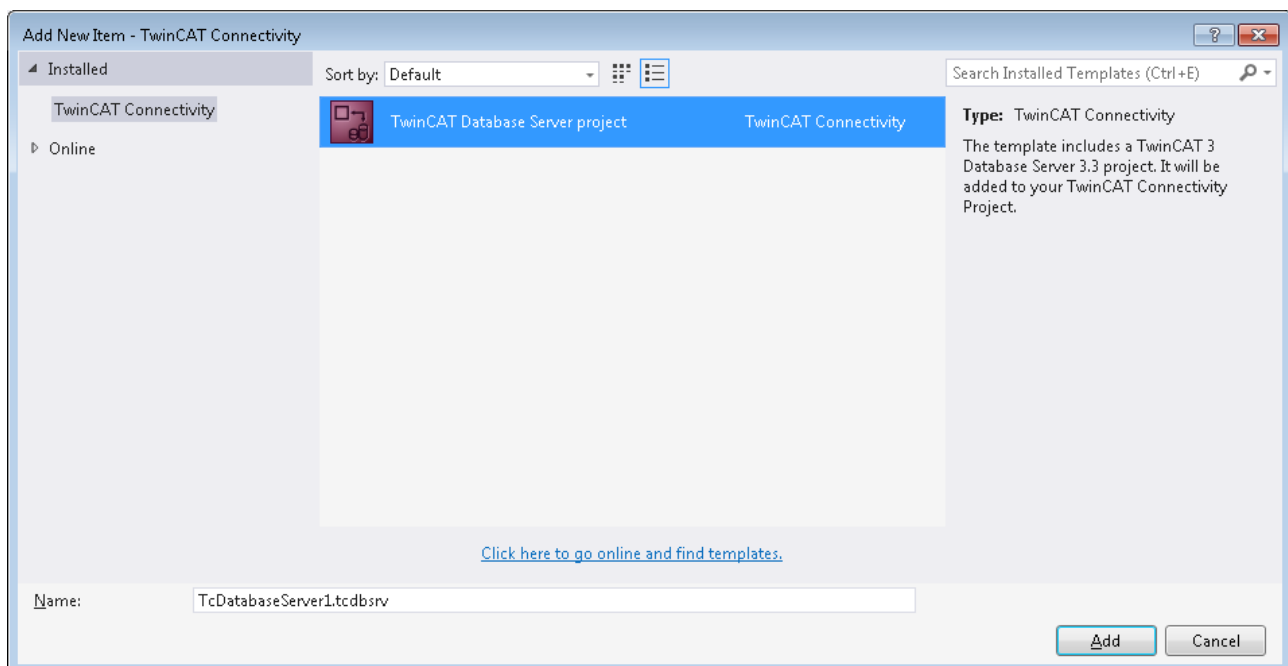 Add New Item - TwinCAT Connectivity
Installed
Sort by: Default
Search Installed Templates (Ctrl+E)
TwinCAT Connectivity
Online
TwinCAT Database Server project TwinCAT Connectivity
Type: TwinCAT Connectivity
The template includes a TwinCAT 3
Database Server 3.3 project. It will be
added to your TwinCAT Connectivity
Project.
Click here to go online and find templates.
Name: TcDatabaseServer1.tcdbsrv
Add Cancel